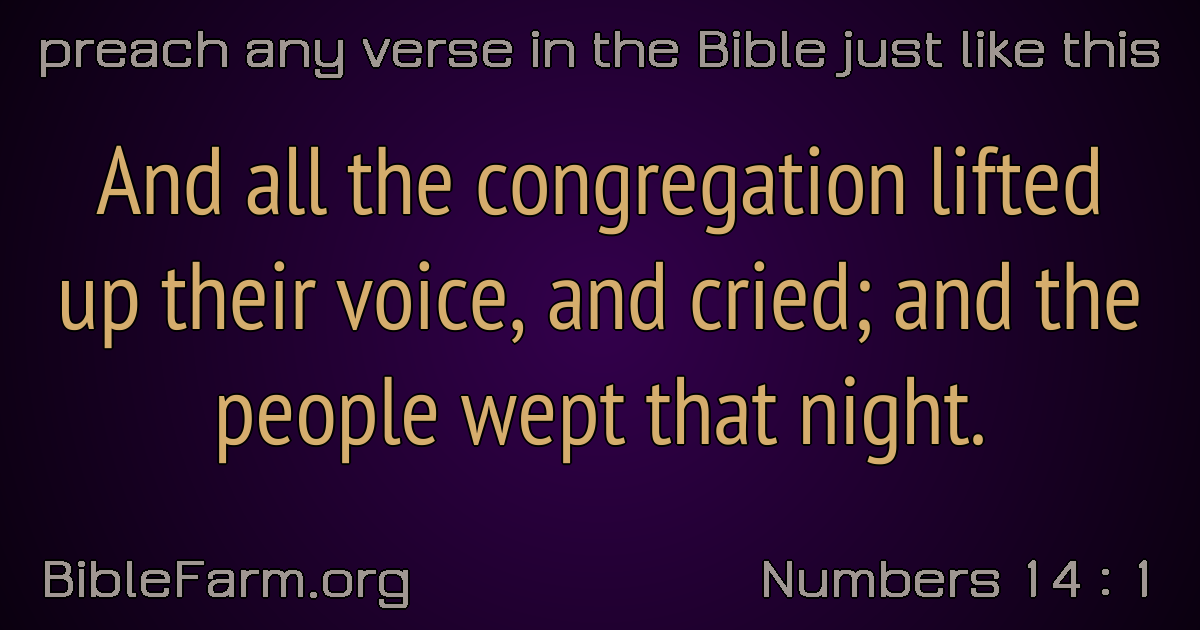 preach any verse in the Bible just like this
And all the congregation lifted
up their voice, and cried; and the
people wept that night.
BibleFarm.org
Numbers 14 : 1